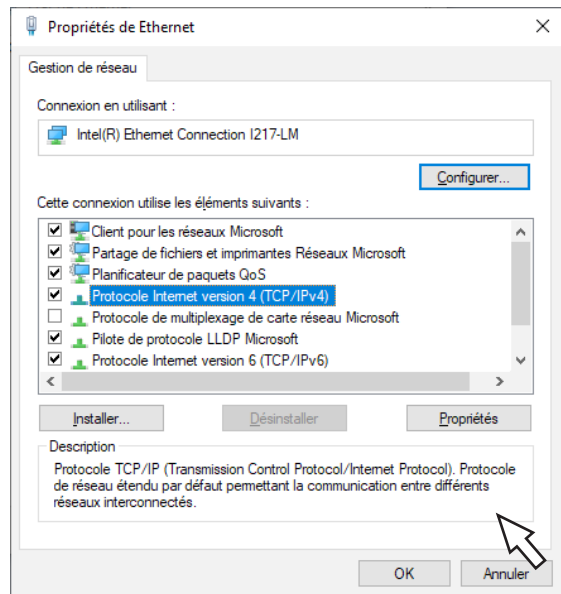 Propriétés de Ethernet
Gestion de réseau
Connexion en utilisant :
Intel(R) Ethernet Connection I217-LM
Configurer...
Cette connexion utilise les éléments suivants :
Client pour les réseaux Microsoft
Partage de fichiers et imprimantes Réseaux Microsoft
Planificateur de paquets QoS
Protocole Internet version 4 (TCP/IPv4)
Protocole de multiplexage de carte réseau Microsoft
Pilote de protocole LLDP Microsoft
Protocole Internet version 6 (TCP/IPv6)
Installer...
Désinstaller
Propriétés
Description
Protocole TCP/IP (Transmission Control Protocol/Internet Protocol). Protocole
de réseau étendu par défaut permettant la communication entre différents
réseaux interconnectés.
OK
Annuler